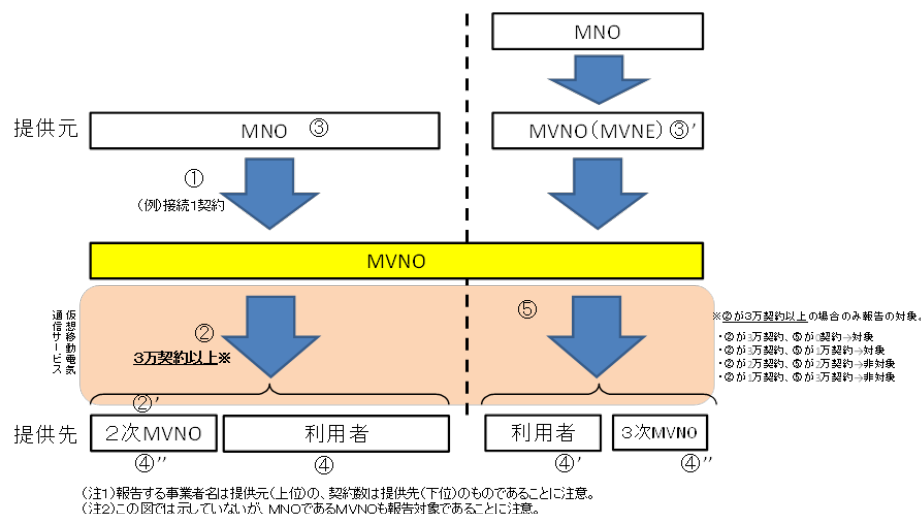 MNO
提供元
MNO ③
MVNO(MVNE) ③’
①
(例)接続1契約
MVNO
仮想移動電気
通信サービス
②
3万契約以上※
⑤
※②が3万契約以上の場合のみ報告の対象。
・②が3万契約、⑤が0契約→対象
・②が3万契約、⑤が1万契約→対象
・②が2万契約、⑤が2万契約→非対象
・②が1万契約、⑤が3万契約→非対象
②’
提供先
2次MVNO
利用者
利用者
3次MVNO
④’’
④
④’
④’’
(注1)報告する事業者名は提供元(上位)の、契約数は提供先(下位)のものであることに注意。
(注2)この図では示していないが、MNOであるMVNOも報告対象であることに注意。